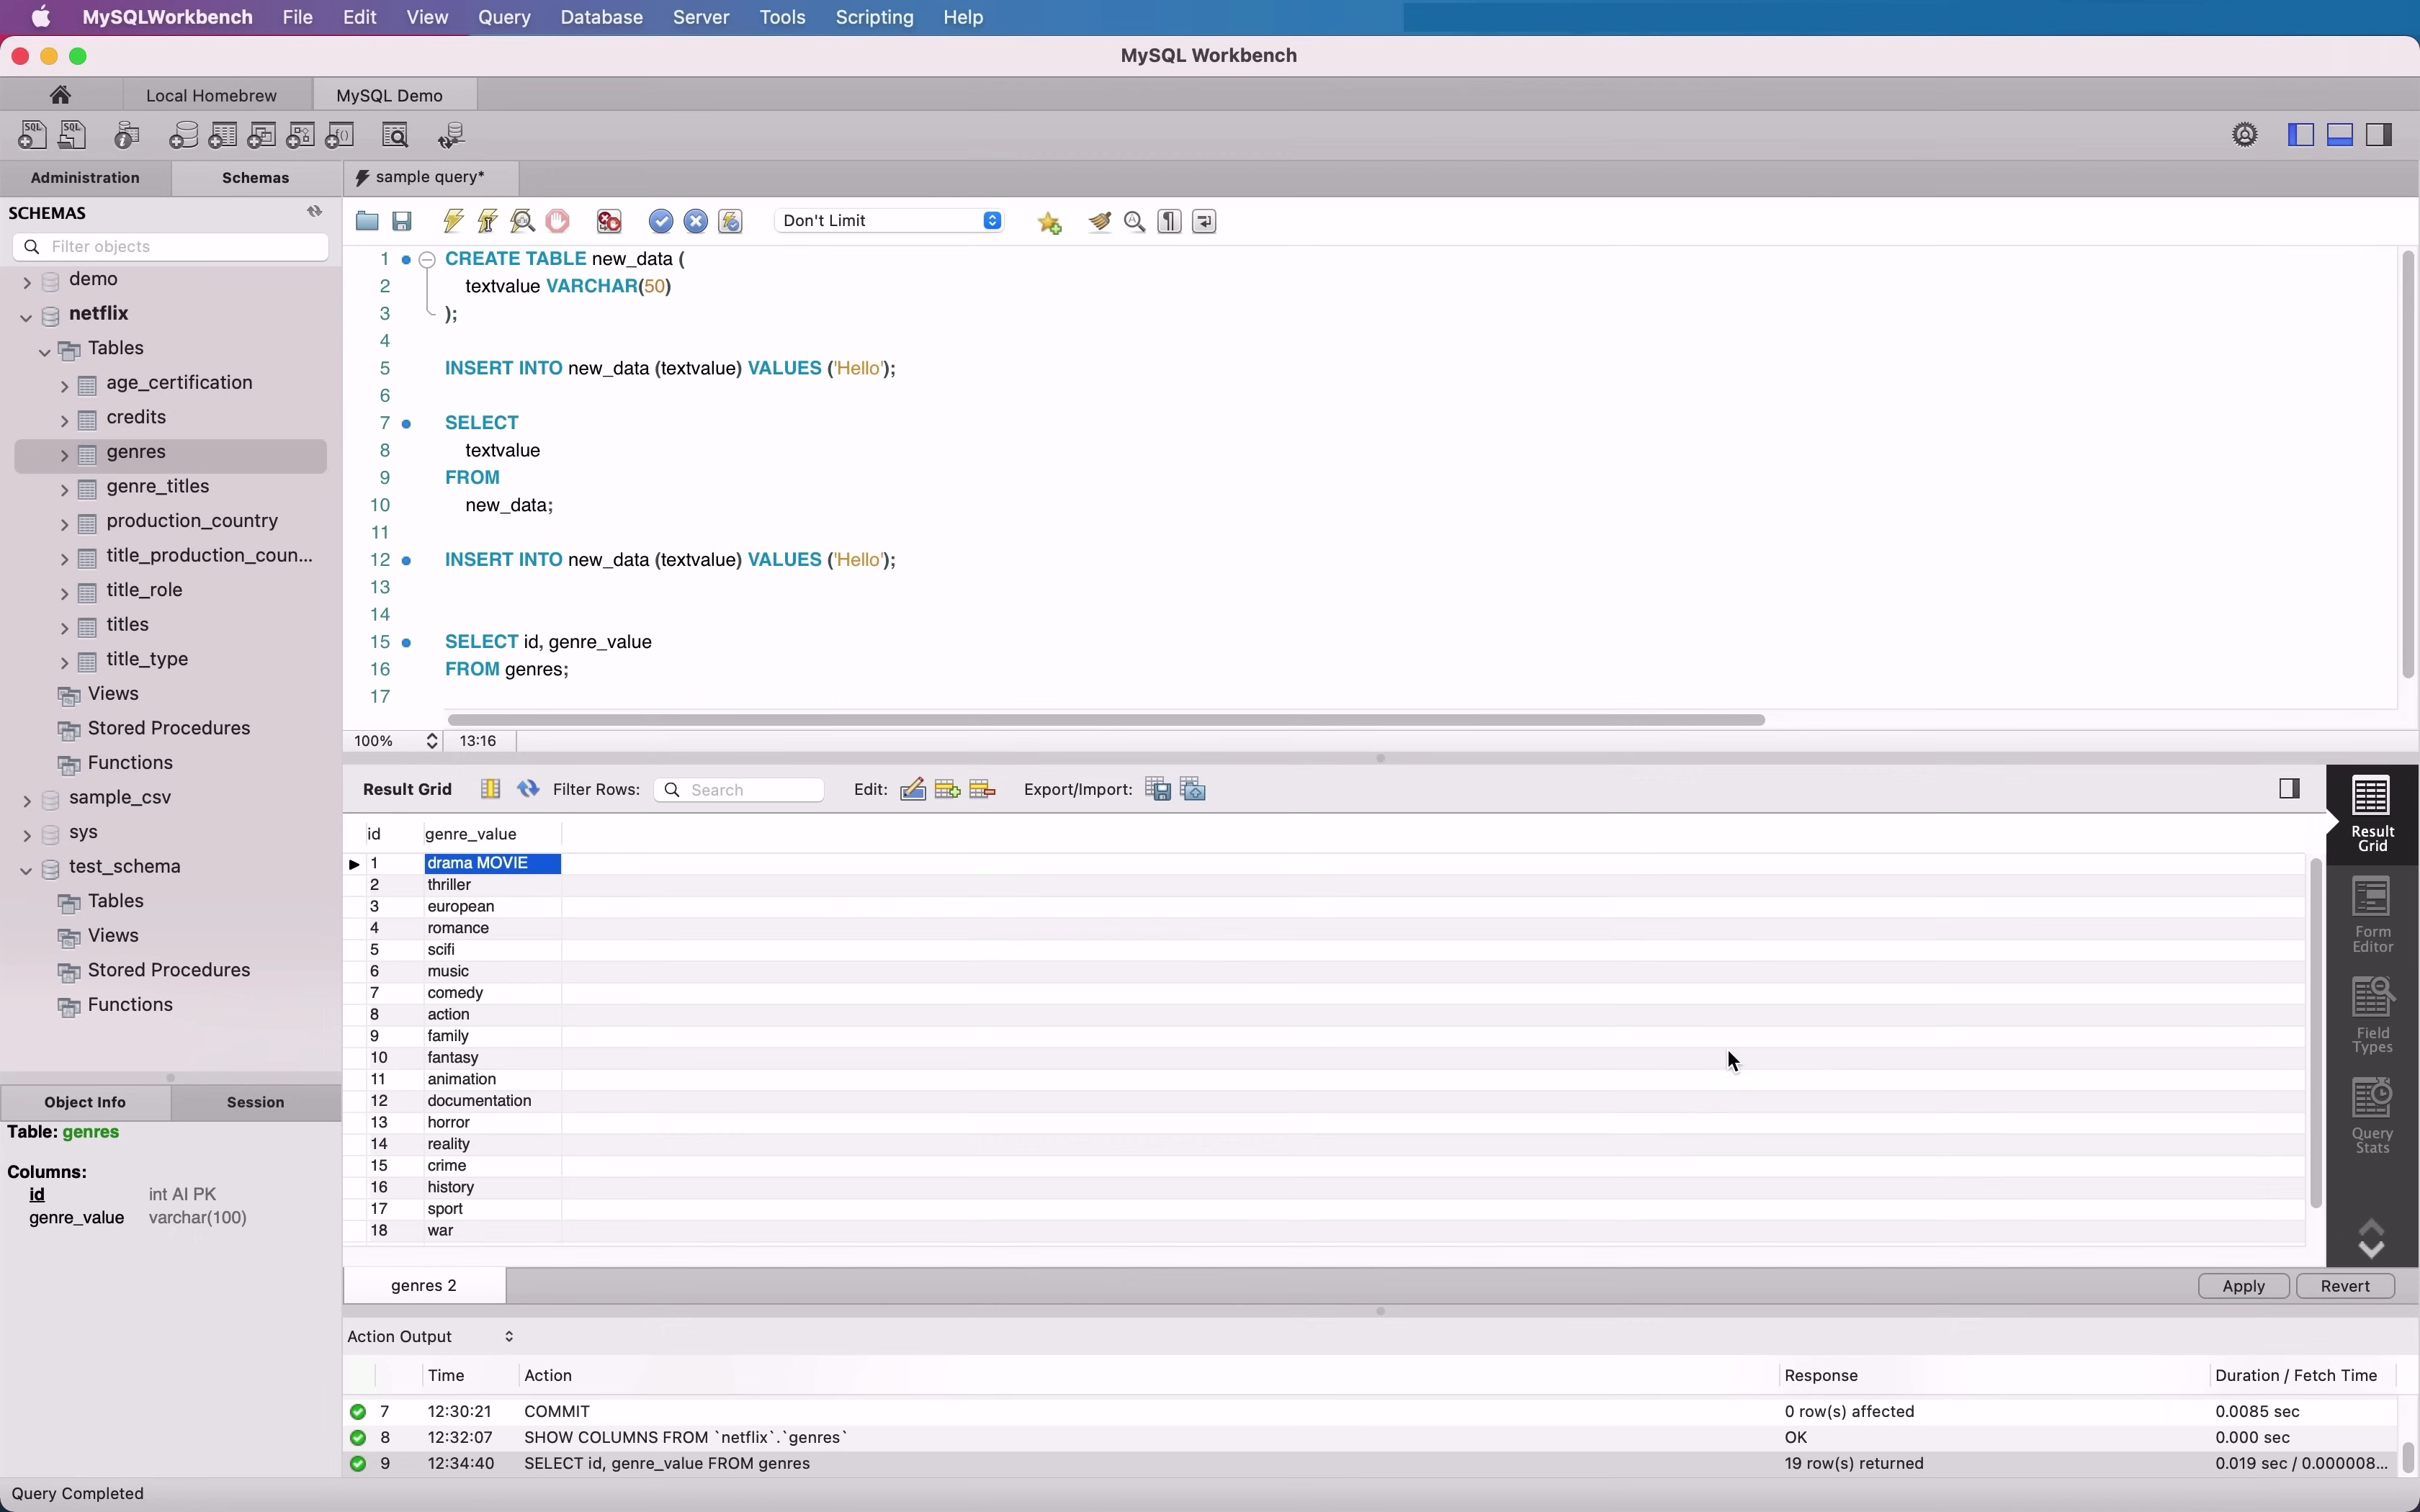 MySQLWorkbench File Edit View Query Database Server Tools Scripting Help
MySQL Workbench
Local Homebrew MySQL Demo
Administration Schemas sample query*
SCHEMAS
Filter objects
demo
netflix
Tables
age_certification
credits
genres
genre_titles
production_country
title_production_coun...
title_role
titles
title_type
Views
Stored Procedures
Functions
sample_csv
sys
test_schema
Tables
Views
Stored Procedures
Functions
Object Info Session
Table: genres
Columns:
id int AI PK
genre_value varchar(100)
Don't Limit
1 CREATE TABLE new_data (
2 textvalue VARCHAR(50)
3 );
4
5 INSERT INTO new_data (textvalue) VALUES ('Hello');
6
7 SELECT
8 textvalue
9 FROM
10 new_data;
11
12 INSERT INTO new_data (textvalue) VALUES ('Hello');
13
14
15 SELECT id, genre_value
16 FROM genres;
17
100% 13:16
Result Grid Filter Rows: Search Edit: Export/Import:
id genre_value
1 drama MOVIE
2 thriller
3 european
4 romance
5 scifi
6 music
7 comedy
8 action
9 family
10 fantasy
11 animation
12 documentation
13 horror
14 reality
15 crime
16 history
17 sport
18 war
Result
Grid
Form
Editor
Field
Types
Query
Stats
genres 2 Apply Revert
Action Output
Time Action Response Duration / Fetch Time
7 12:30:21 COMMIT 0 row(s) affected 0.0085 sec
8 12:32:07 SHOW COLUMNS FROM `netflix`.`genres` OK 0.000 sec
9 12:34:40 SELECT id, genre_value FROM genres 19 row(s) returned 0.019 sec / 0.000008...
Query Completed